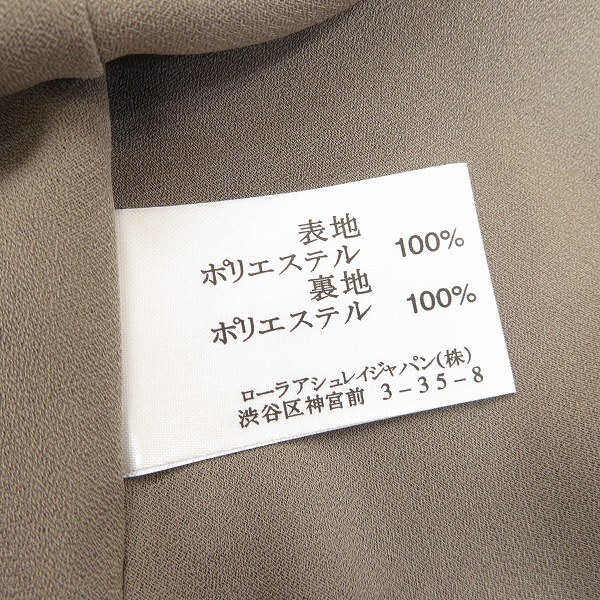 表地
ポリエステル 100%
裏地
ポリエステル 100%
ローラアシュレイジャパン(株)
渋谷区神宮前 3-35-8